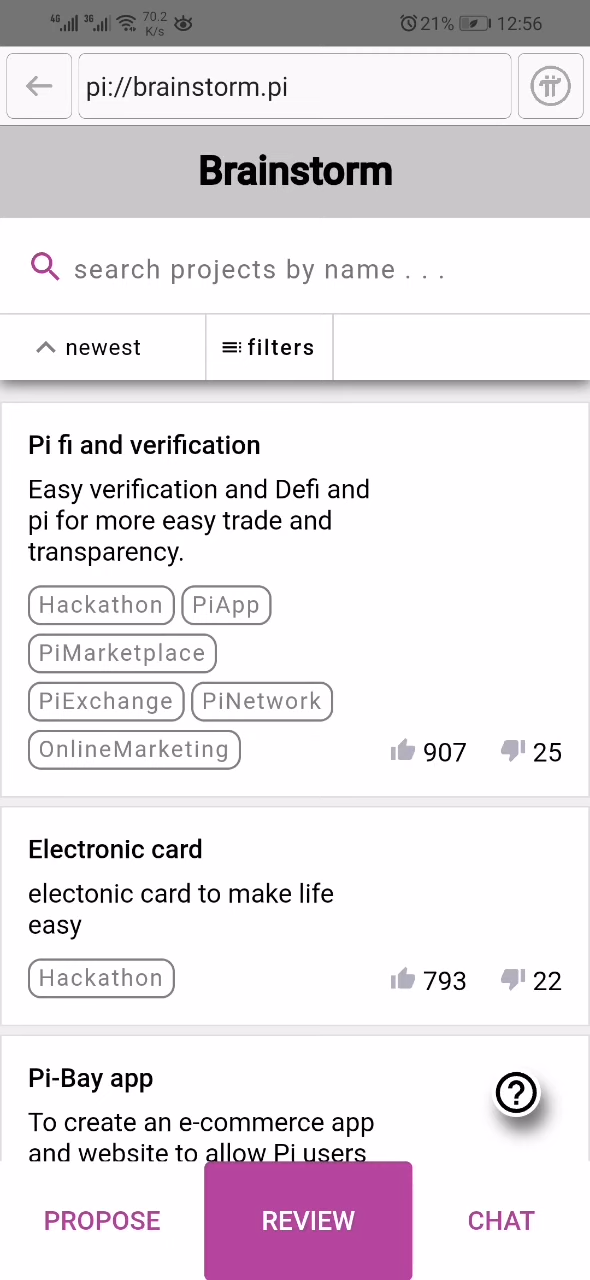 4G 3G 70.2 K/s 21% 12:56
pi://brainstorm.pi
Brainstorm
search projects by name . . .
newest filters
Pi fi and verification
Easy verification and Defi and
pi for more easy trade and
transparency.
Hackathon PiApp
PiMarketplace
PiExchange PiNetwork
OnlineMarketing 907 25
Electronic card
electonic card to make life
easy
Hackathon 793 22
Pi-Bay app
To create an e-commerce app
and website to allow Pi users
PROPOSE REVIEW CHAT